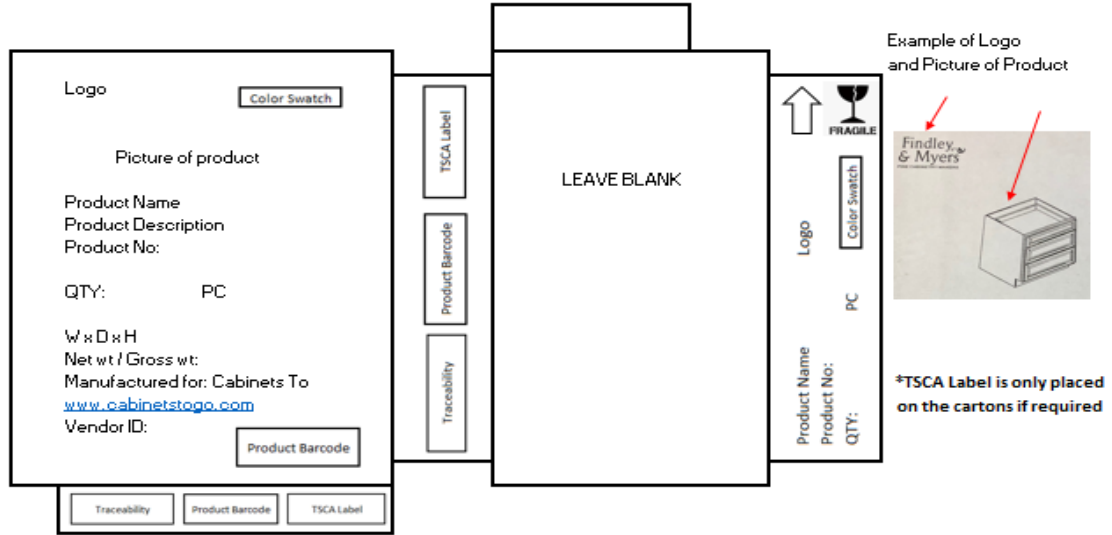 Logo
Color Swatch
Picture of product
Product Name
Product Description
Product No:
QTY: PC
W x D x H
Net wt / Gross wt:
Manufactured for: Cabinets To
www.cabinetstogo.com
Vendor ID:
Product Barcode
Traceability
Product Barcode
TSCA Label
TSCA Label
Product Barcode
Traceability
LEAVE BLANK
FRAGILE
Logo
Color Swatch
Product Name
Product No:
QTY: PC
Example of Logo
and Picture of Product
Findley
& Myers
*TSCA Label is only placed
on the cartons if required